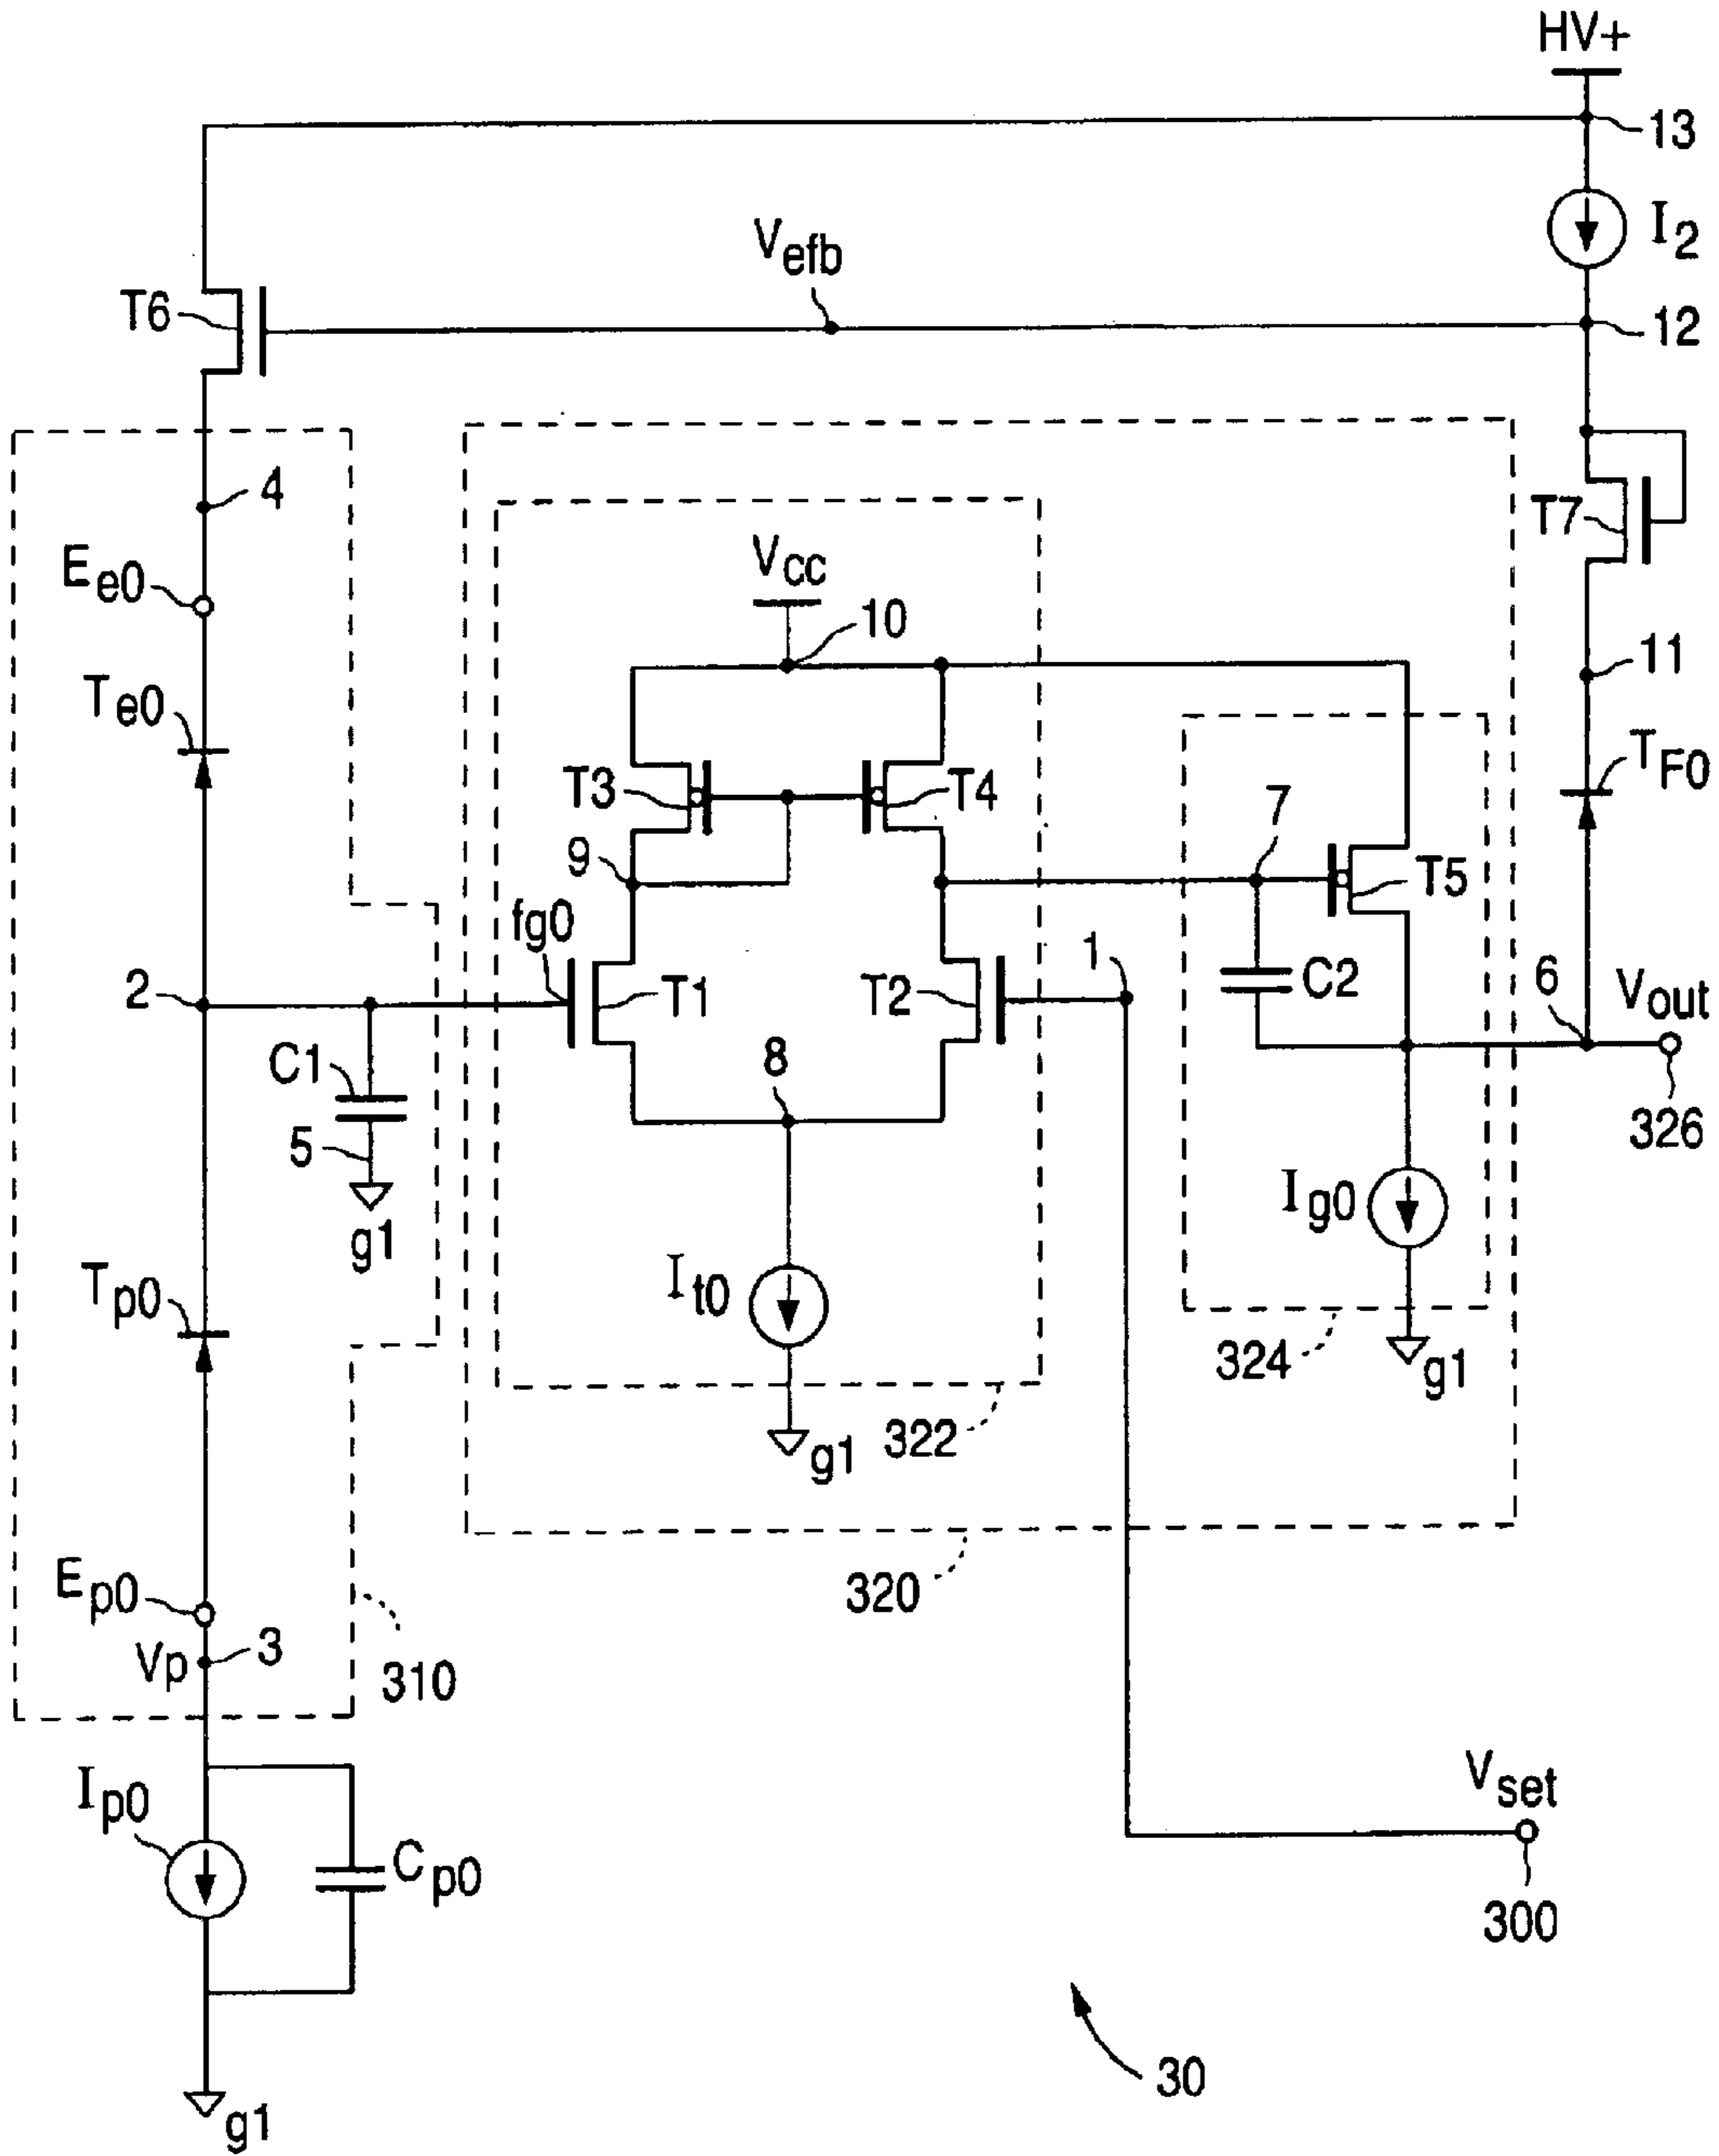 HV+
13
I2
Vefb
T6
12
4
T7
Ee0
Vcc
10
11
Te0
TF0
T3
T4
7
9
T5
fg0
1
2
T1
T2
C2
6
Vout
C1
8
5
326
Ig0
g1
Tp0
It0
324
g1
322
g1
Ep0
320
Vp
3
310
Ip0
Vset
Cp0
300
30
g1